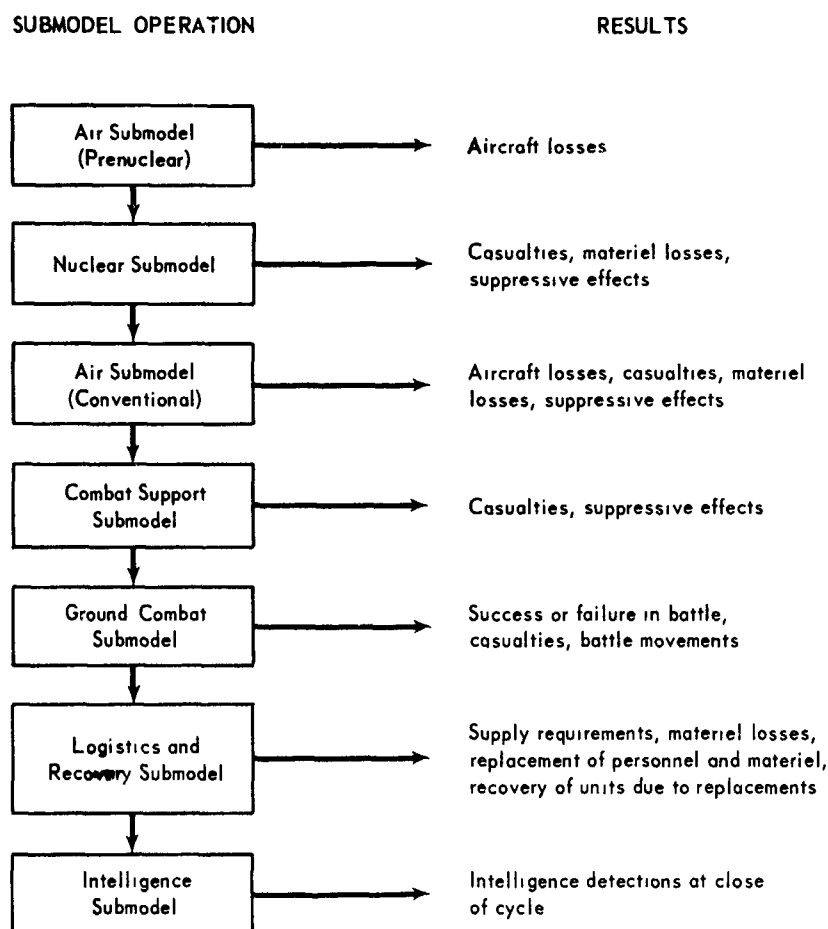 SUBMODEL OPERATION
RESULTS
Air Submodel
(Prenuclear)
Aircraft losses
Nuclear Submodel
Casualties, materiel losses,
suppressive effects
Air Submodel
(Conventional)
Aircraft losses, casualties, materiel
losses, suppressive effects
Combat Support
Submodel
Casualties, suppressive effects
Ground Combat
Submodel
Success or failure in battle,
casualties, battle movements
Logistics and
Recovery Submodel
Supply requirements, materiel losses,
replacement of personnel and materiel,
recovery of units due to replacements
Intelligence
Submodel
Intelligence detections at close
of cycle